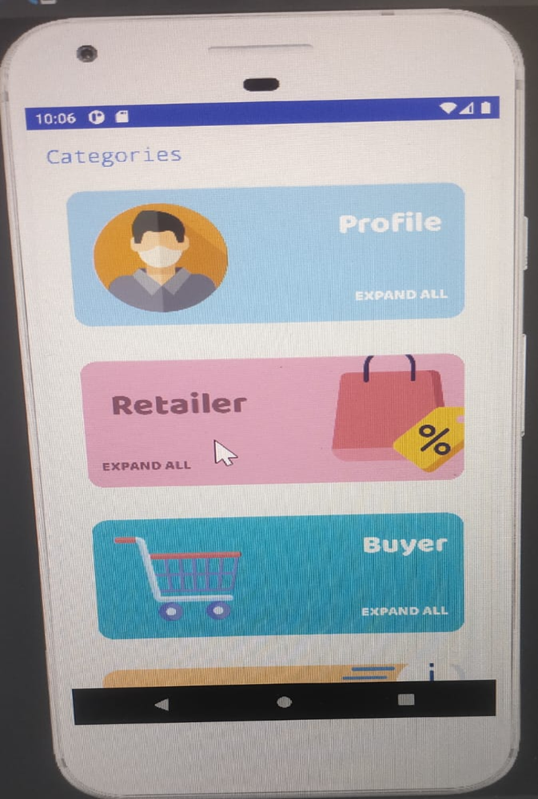 10:06
Categories
Profile
EXPAND ALL
Retailer
EXPAND ALL
%
Buyer
EXPAND ALL
i